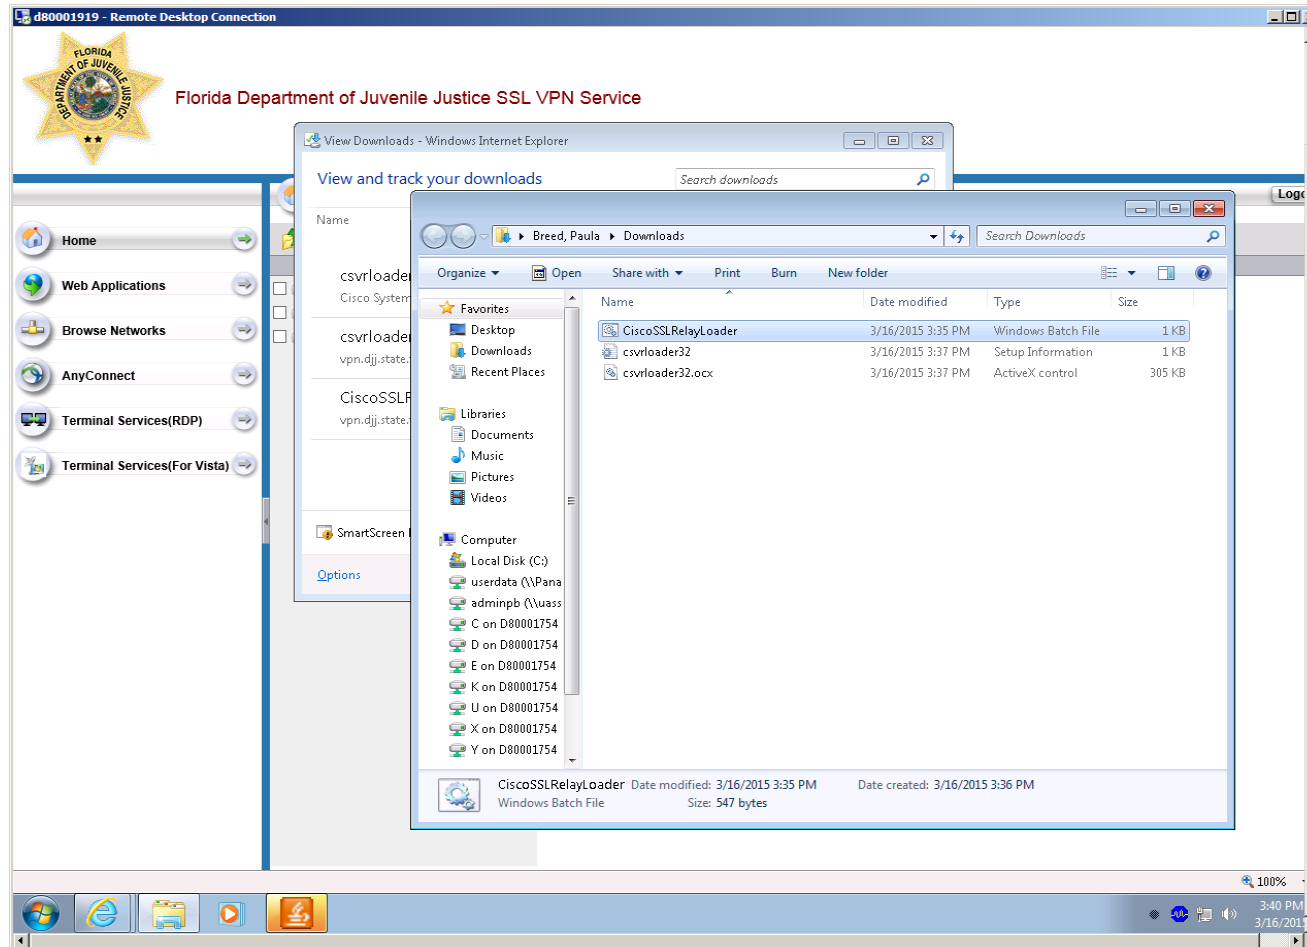 d80001919 - Remote Desktop Connection
FLORIDA
DEPARTMENT OF JUVENILE JUSTICE
Florida Department of Juvenile Justice SSL VPN Service
View Downloads - Windows Internet Explorer
View and track your downloads
Search downloads
Name
csvrloader
Cisco System
csvrloader
vpn.djj.state.
CiscoSSLR
vpn.djj.state.
SmartScreen
Options
Logo
Home
Web Applications
Browse Networks
AnyConnect
Terminal Services(RDP)
Terminal Services(For Vista)
Breed, Paula ▸ Downloads
Search Downloads
Organize Open Share with Print Burn New folder
Name Date modified Type Size
CiscoSSLRelayLoader 3/16/2015 3:35 PM Windows Batch File 1 KB
csvrloader32 3/16/2015 3:37 PM Setup Information 1 KB
csvrloader32.ocx 3/16/2015 3:37 PM ActiveX control 305 KB
Favorites
Desktop
Downloads
Recent Places
Libraries
Documents
Music
Pictures
Videos
Computer
Local Disk (C:)
userdata (\\Pana
adminpb (\\uass
C on D80001754
D on D80001754
E on D80001754
K on D80001754
U on D80001754
X on D80001754
Y on D80001754
CiscoSSLRelayLoader Date modified: 3/16/2015 3:35 PM Date created: 3/16/2015 3:36 PM
Windows Batch File Size: 547 bytes
100%
3:40 PM
3/16/201